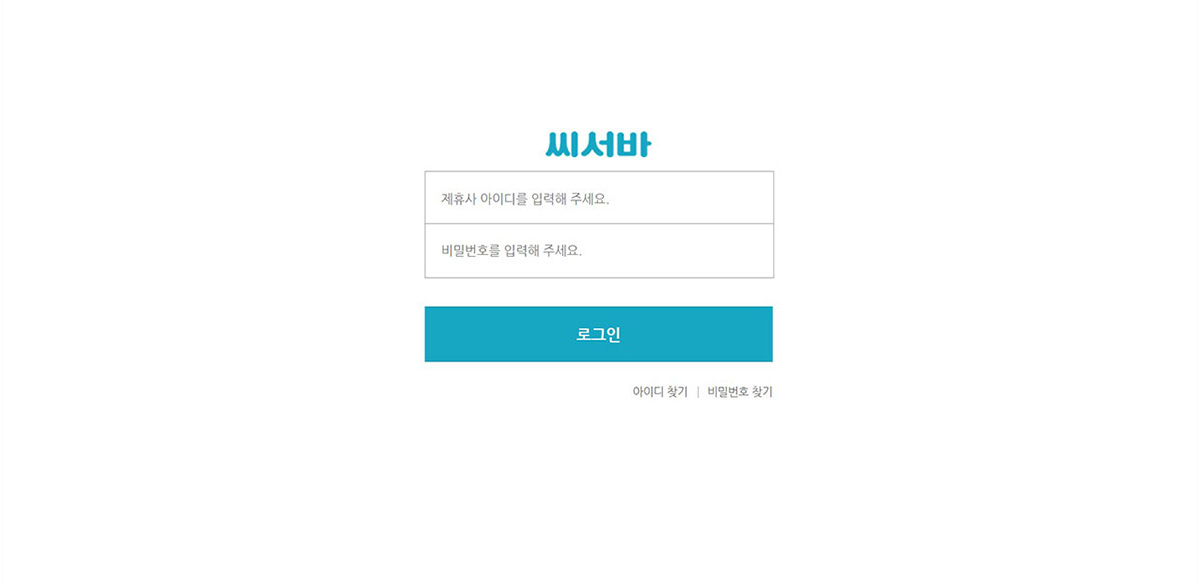 씨서바
제휴사 아이디를 입력해 주세요.
비밀번호를 입력해 주세요.
로그인
아이디 찾기 | 비밀번호 찾기